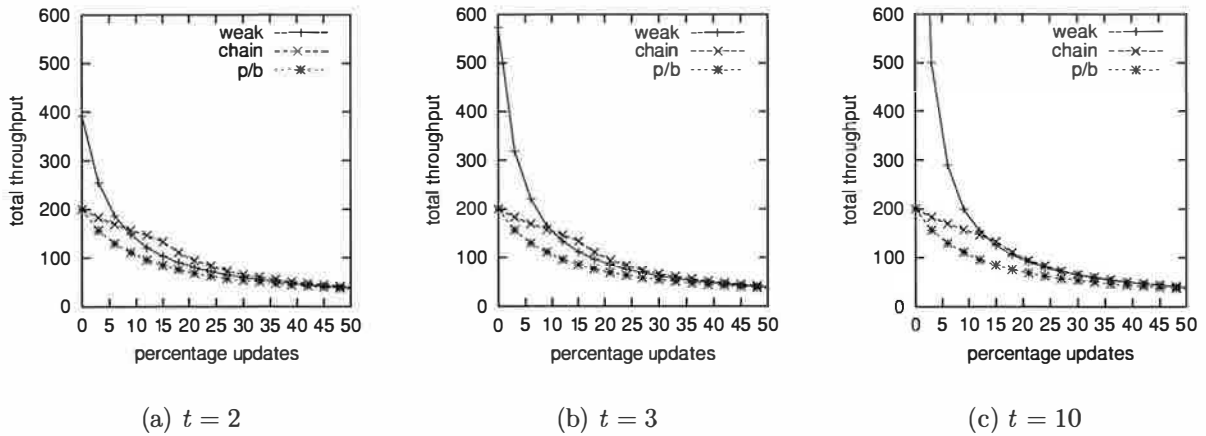 600
500
400
300
200
100
0
total throughput
weak
chain
p/b
0 5 10 15 20 25 30 35 40 45 50
percentage updates
(a) t = 2
600
500
400
300
200
100
0
total throughput
weak
chain
p/b
0 5 10 15 20 25 30 35 40 45 50
percentage updates
(b) t = 3
600
500
400
300
200
100
0
total throughput
weak
chain
p/b
0 5 10 15 20 25 30 35 40 45 50
percentage updates
(c) t = 10